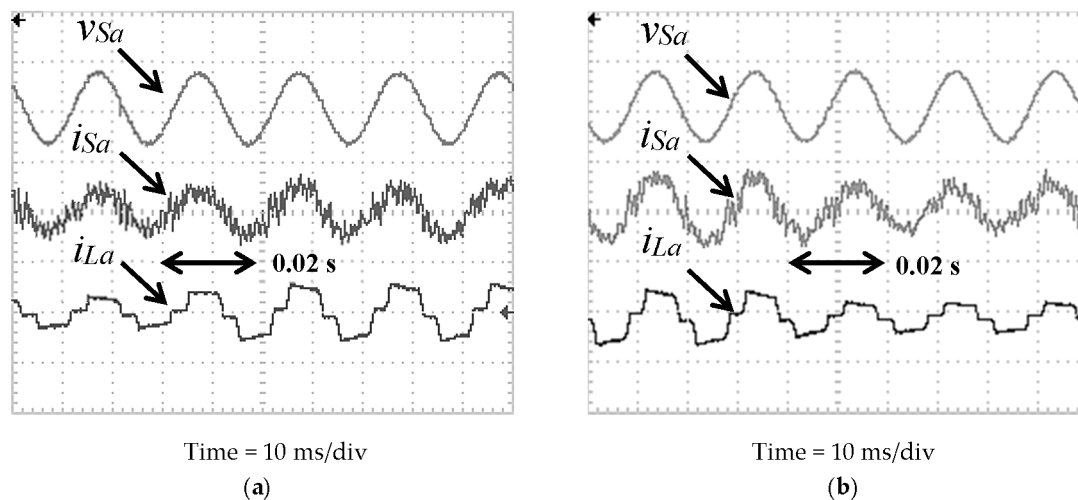 vSa
iSa
iLa
0.02 s
Time = 10 ms/div
(a)
vSa
iSa
iLa
0.02 s
Time = 10 ms/div
(b)